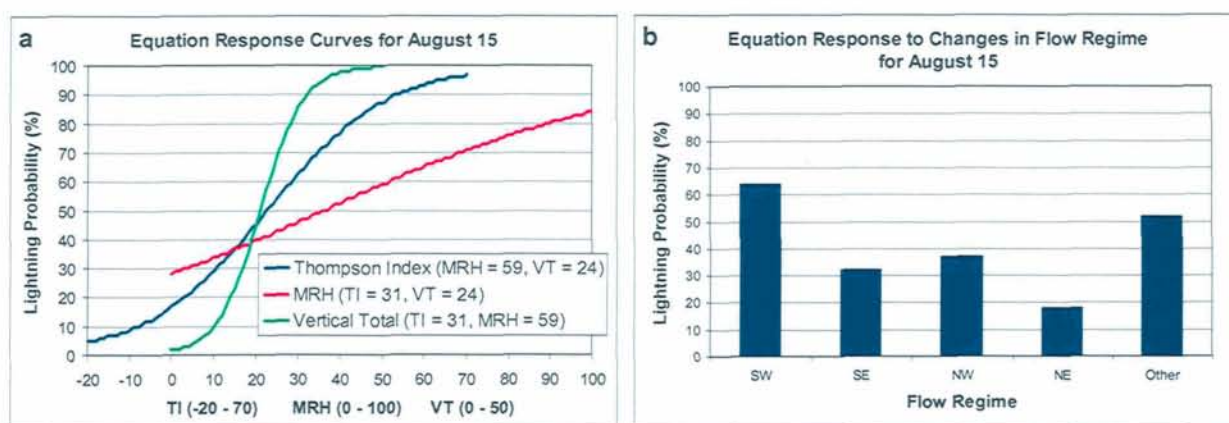 a
Equation Response Curves for August 15
Lightning Probability (%)
100
90
80
70
60
50
40
30
20
10
0
Thompson Index (MRH = 59, VT = 24)
MRH (TI = 31, VT = 24)
Vertical Total (TI = 31, MRH = 59)
-20 -10 0 10 20 30 40 50 60 70 80 90 100
TI (-20 - 70) MRH (0 - 100) VT (0 - 50)
b
Equation Response to Changes in Flow Regime
for August 15
Lightning Probability (%)
100
90
80
70
60
50
40
30
20
10
0
SW SE NW NE Other
Flow Regime